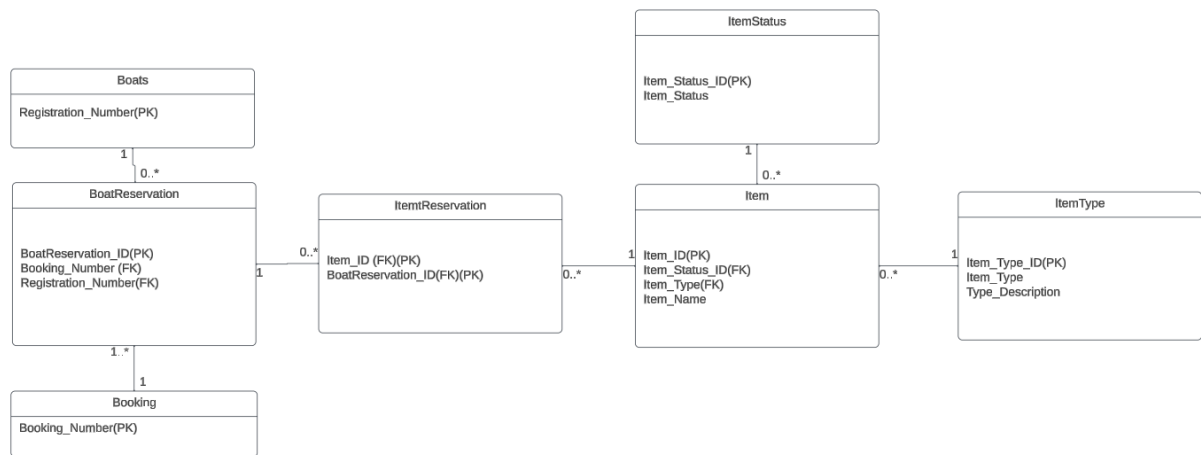 ItemStatus
Item_Status_ID(PK)
Item_Status
1
0..*
Boats
Registration_Number(PK)
1
0..*
BoatReservation
BoatReservation_ID(PK)
Booking_Number (FK)
Registration_Number(FK)
1
0..*
ItemtReservation
Item_ID (FK)(PK)
BoatReservation_ID(FK)(PK)
0..*
1
Item
Item_ID(PK)
Item_Status_ID(FK)
Item_Type(FK)
Item_Name
0..*
1
ItemType
Item_Type_ID(PK)
Item_Type
Type_Description
1..*
1
Booking
Booking_Number(PK)